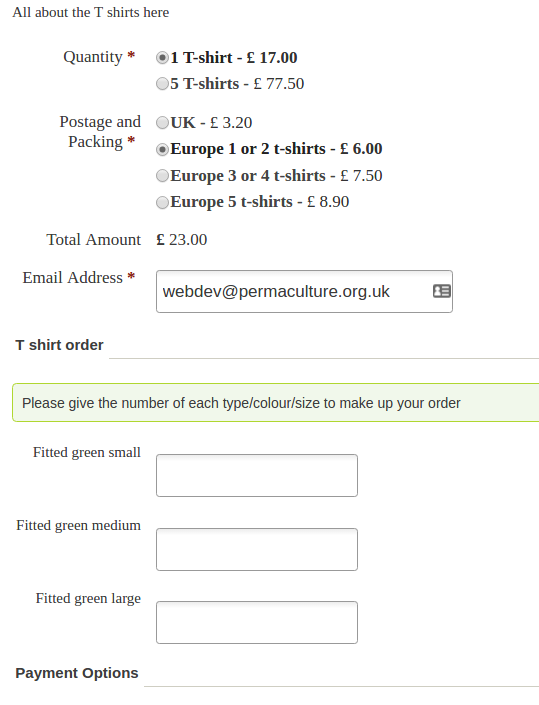 All about the T shirts here
Quantity *
1 T-shirt - £ 17.00
5 T-shirts - £ 77.50
Postage and
Packing *
UK - £ 3.20
Europe 1 or 2 t-shirts - £ 6.00
Europe 3 or 4 t-shirts - £ 7.50
Europe 5 t-shirts - £ 8.90
Total Amount £ 23.00
Email Address *
webdev@permaculture.org.uk
T shirt order
Please give the number of each type/colour/size to make up your order
Fitted green small
Fitted green medium
Fitted green large
Payment Options